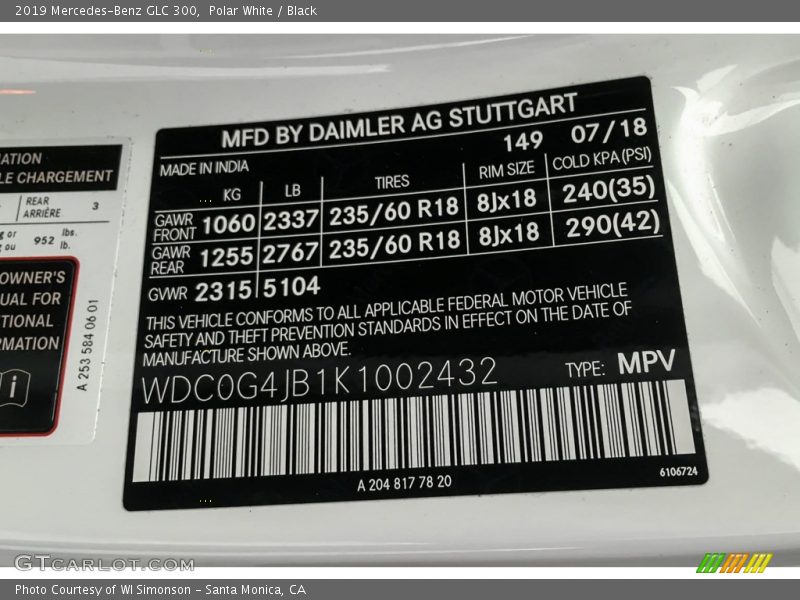 2019 Mercedes-Benz GLC 300,  Polar White / Black
MFD BY DAIMLER AG STUTTGART
MADE IN INDIA
149 07/18
KG LB TIRES RIM SIZE COLD KPA (PSI)
GAWR FRONT 1060 2337 235/60 R18 8Jx18 240(35)
GAWR REAR 1255 2767 235/60 R18 8Jx18 290(42)
GWR 2315 5104
THIS VEHICLE CONFORMS TO ALL APPLICABLE FEDERAL MOTOR VEHICLE
SAFETY AND THEFT PREVENTION STANDARDS IN EFFECT ON THE DATE OF
MANUFACTURE SHOWN ABOVE.
WDC0G4JB1K1002432 TYPE: MPV
A 204 817 78 20
6106724
LE CHARGEMENT
REAR 3
ARRIÈRE
or 952 lbs.
ou lb.
OWNER'S
FOR
A 253 584 06 01
i
GTCARLOT.COM
Photo Courtesy of WI Simonson - Santa Monica, CA